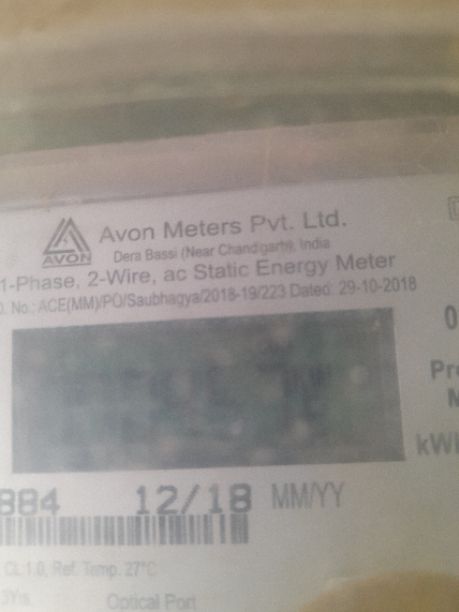 Avon Meters Pvt. Ltd.
AVON
Dera Bassi (Near Chandigarh), India
1-Phase, 2-Wire, ac Static Energy Meter
No.: ACE(MM)/PO/Saubhagya/2018-19/223 Dated: 29-10-2018
884 12/18 MM/YY
CL 1.0, Ref. Temp. 27°C
Optical Port